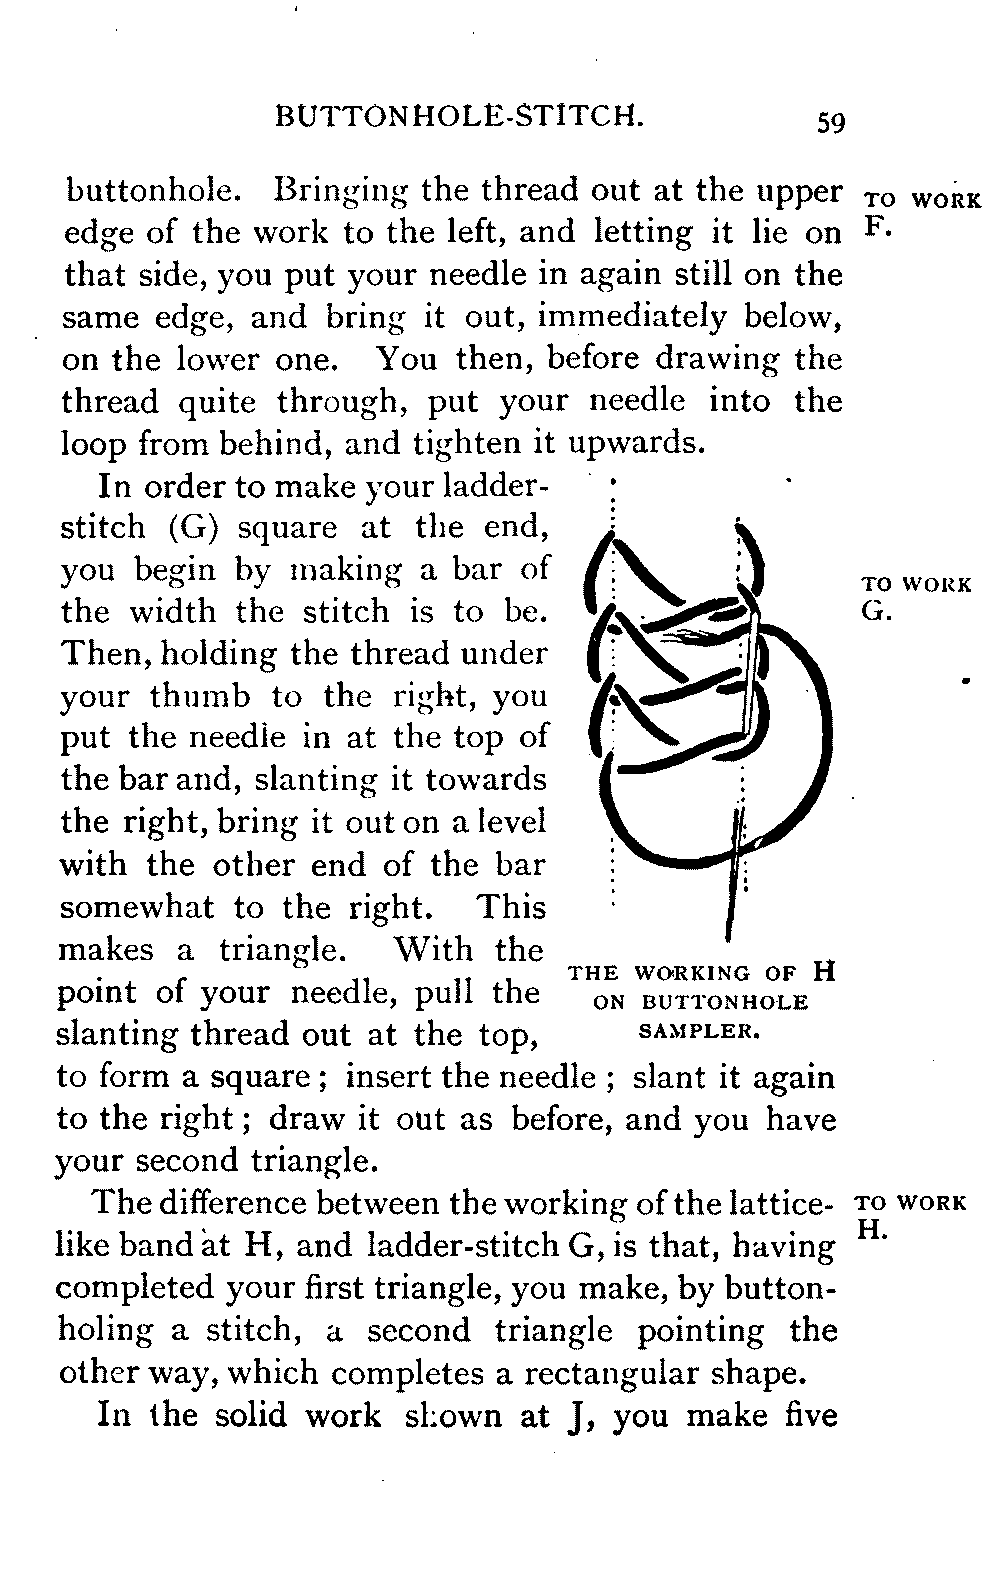 BUTTONHOLE-STITCH. 59
buttonhole. Bringing the thread out at the upper
edge of the work to the left, and letting it lie on
that side, you put your needle in again still on the
same edge, and bring it out, immediately below,
on the lower one. You then, before drawing the
thread quite through, put your needle into the
loop from behind, and tighten it upwards.
TO WORK
F.
In order to make your ladder-
stitch (G) square at the end,
you begin by making a bar of
the width the stitch is to be.
Then, holding the thread under
your thumb to the right, you
put the needle in at the top of
the bar and, slanting it towards
the right, bring it out on a level
with the other end of the bar
somewhat to the right. This
makes a triangle. With the
point of your needle, pull the
slanting thread out at the top,
to form a square; insert the needle; slant it again
to the right; draw it out as before, and you have
your second triangle.
TO WORK
G.
THE WORKING OF H
ON BUTTONHOLE
SAMPLER.
The difference between the working of the lattice-
like band at H, and ladder-stitch G, is that, having
completed your first triangle, you make, by button-
holing a stitch, a second triangle pointing the
other way, which completes a rectangular shape.
TO WORK
H.
In the solid work shown at J, you make five